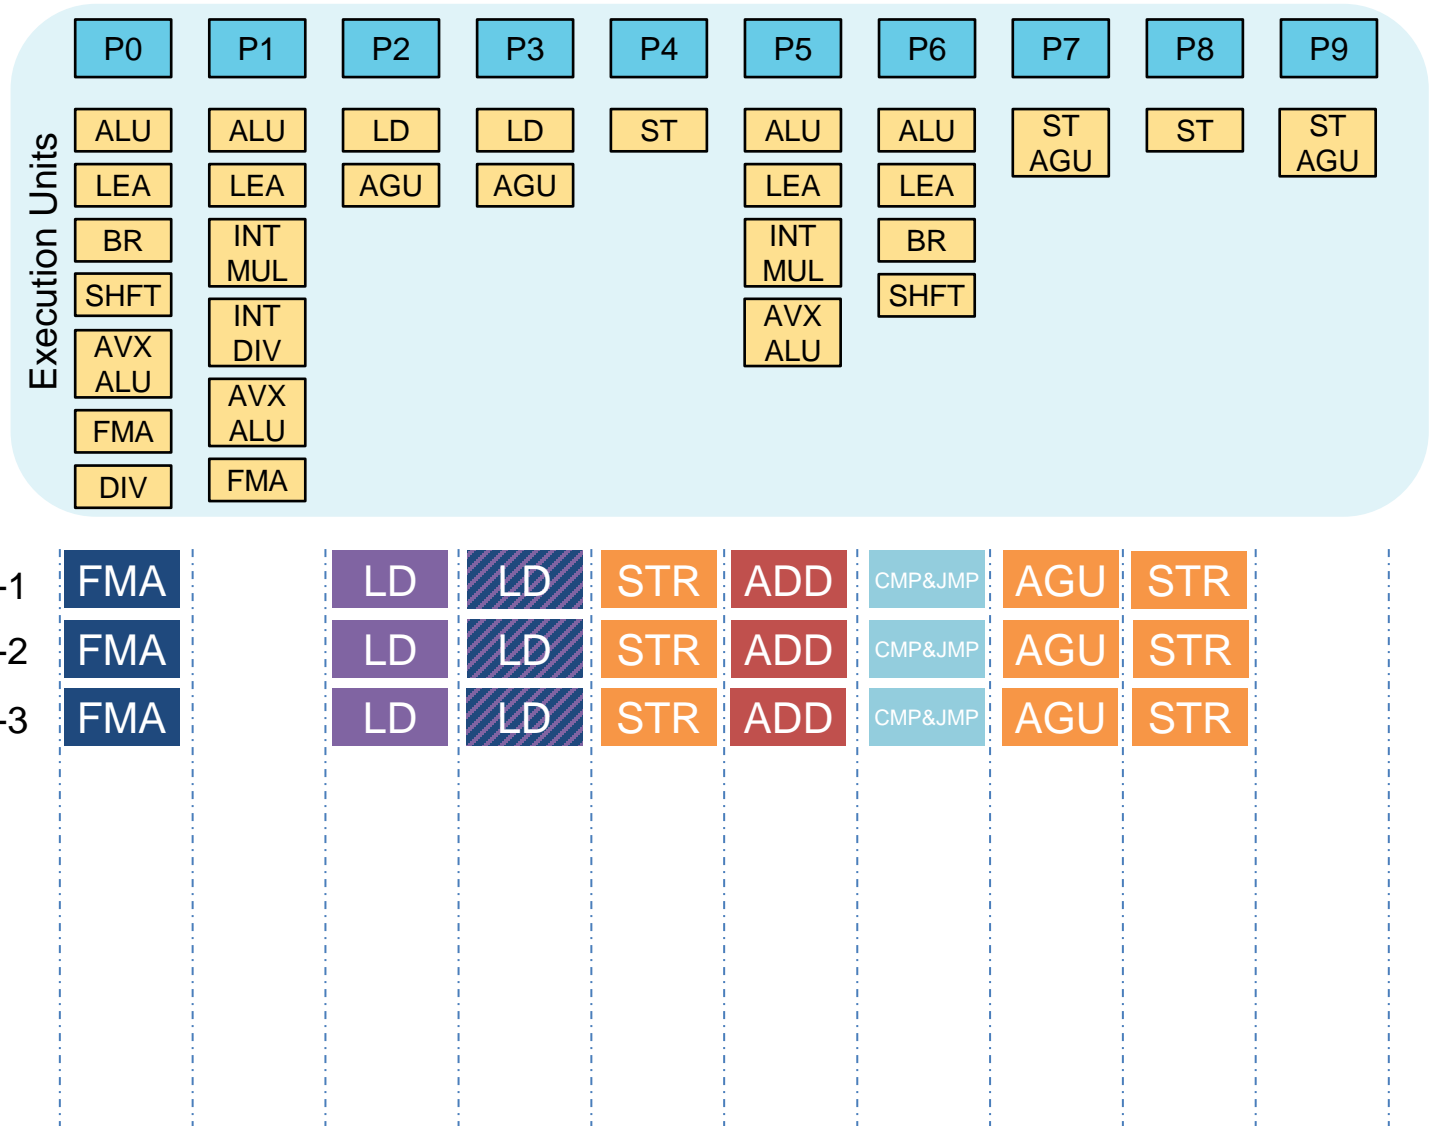 P0 P1 P2 P3 P4 P5 P6 P7 P8 P9
Execution Units
ALU ALU LD LD ST ALU ALU ST AGU ST ST AGU
LEA LEA AGU AGU LEA LEA
BR INT MUL INT MUL BR
SHFT INT DIV AVX ALU SHFT
AVX ALU AVX ALU
FMA FMA
DIV
-1 FMA LD LD STR ADD CMP&JMP AGU STR
-2 FMA LD LD STR ADD CMP&JMP AGU STR
-3 FMA LD LD STR ADD CMP&JMP AGU STR